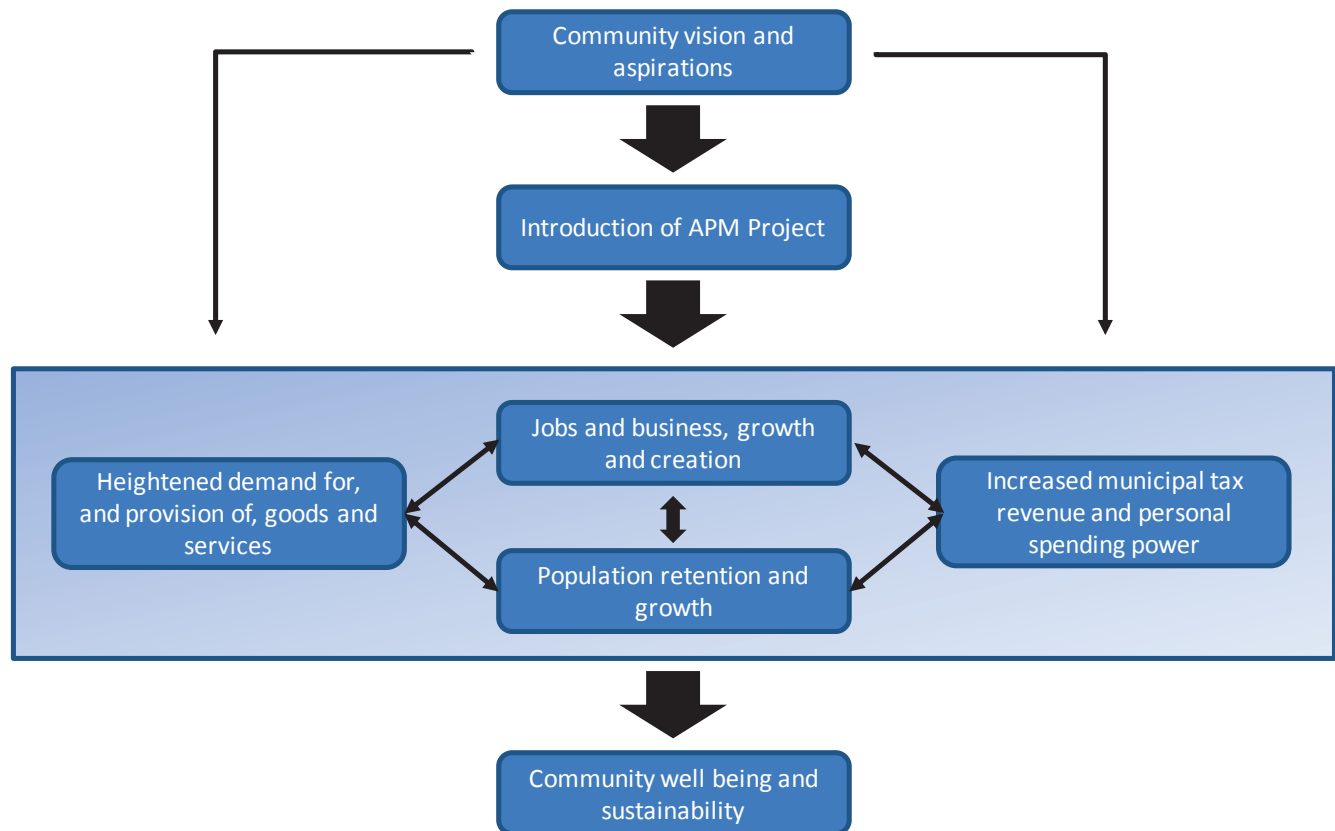 Community vision and
aspirations
Introduction of APM Project
Jobs and business, growth
and creation
Heightened demand for,
and provision of, goods and
services
Increased municipal tax
revenue and personal
spending power
Population retention and
growth
Community well being and
sustainability